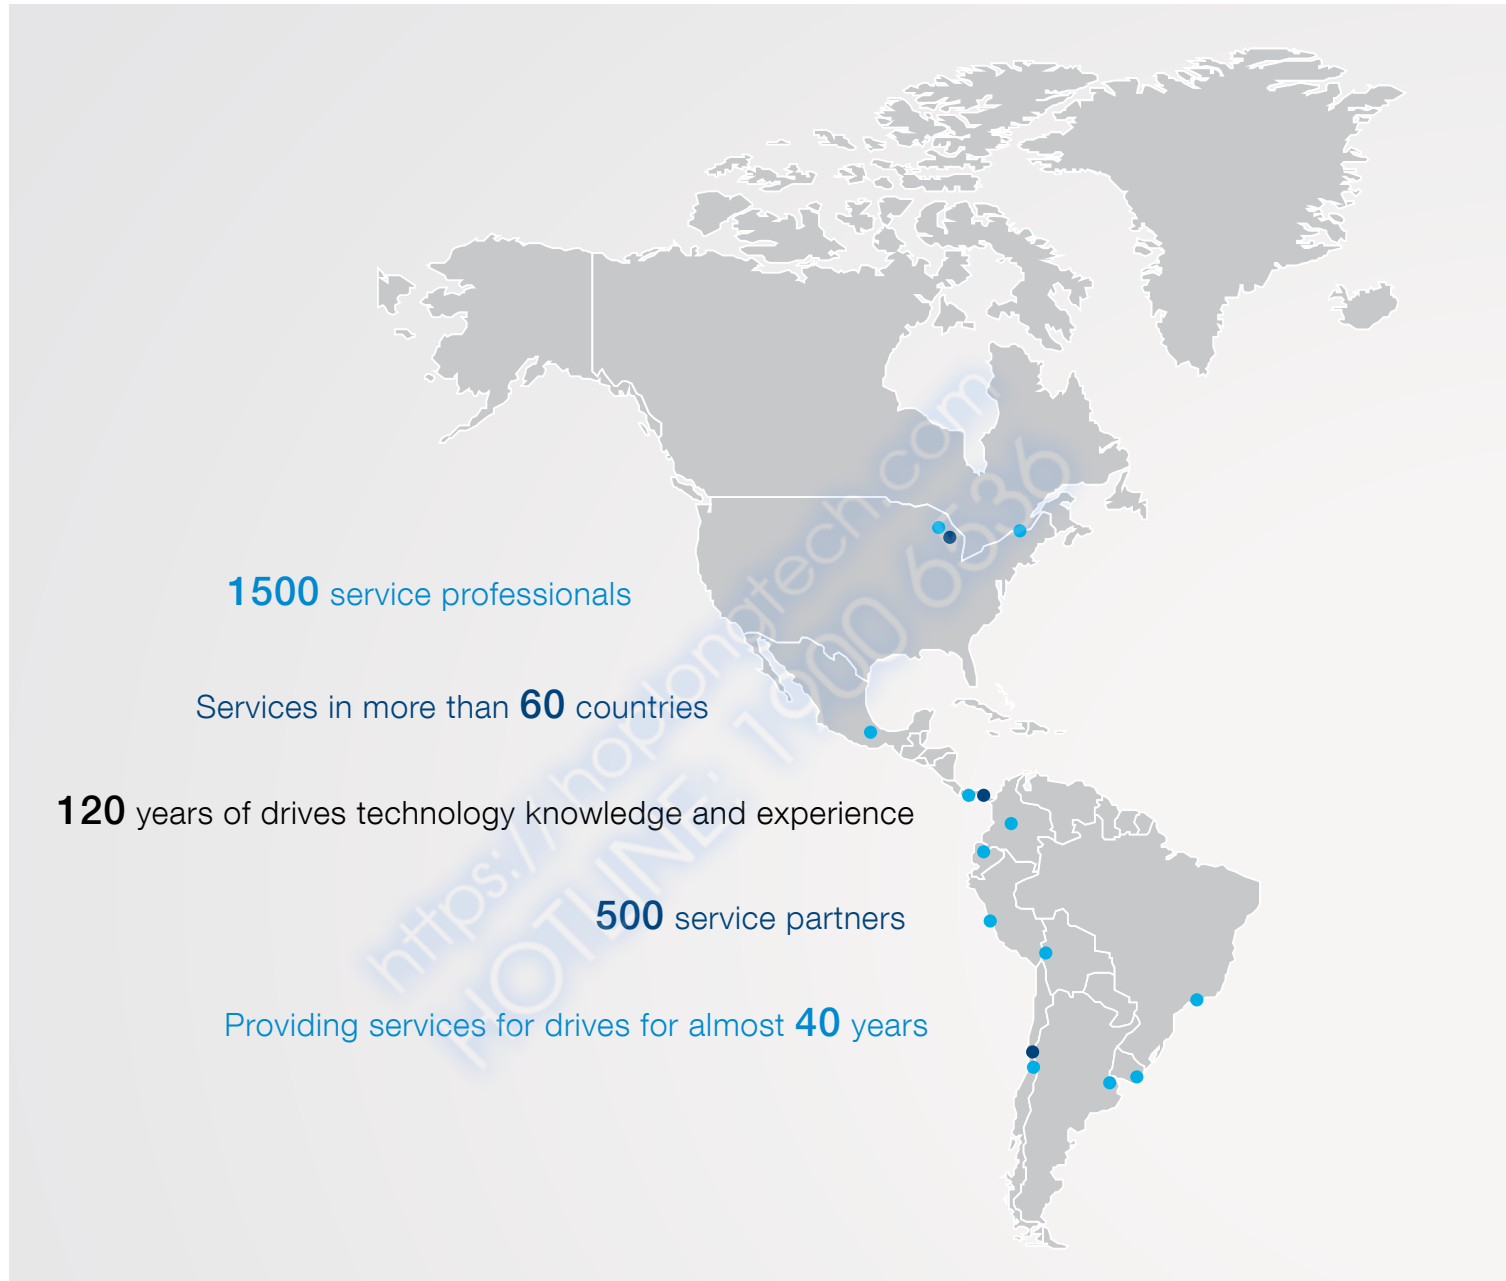 1500 service professionals
Services in more than 60 countries
120 years of drives technology knowledge and experience
500 service partners
Providing services for drives for almost 40 years
https://hoplongtech.com
HOTLINE: 1900 6536